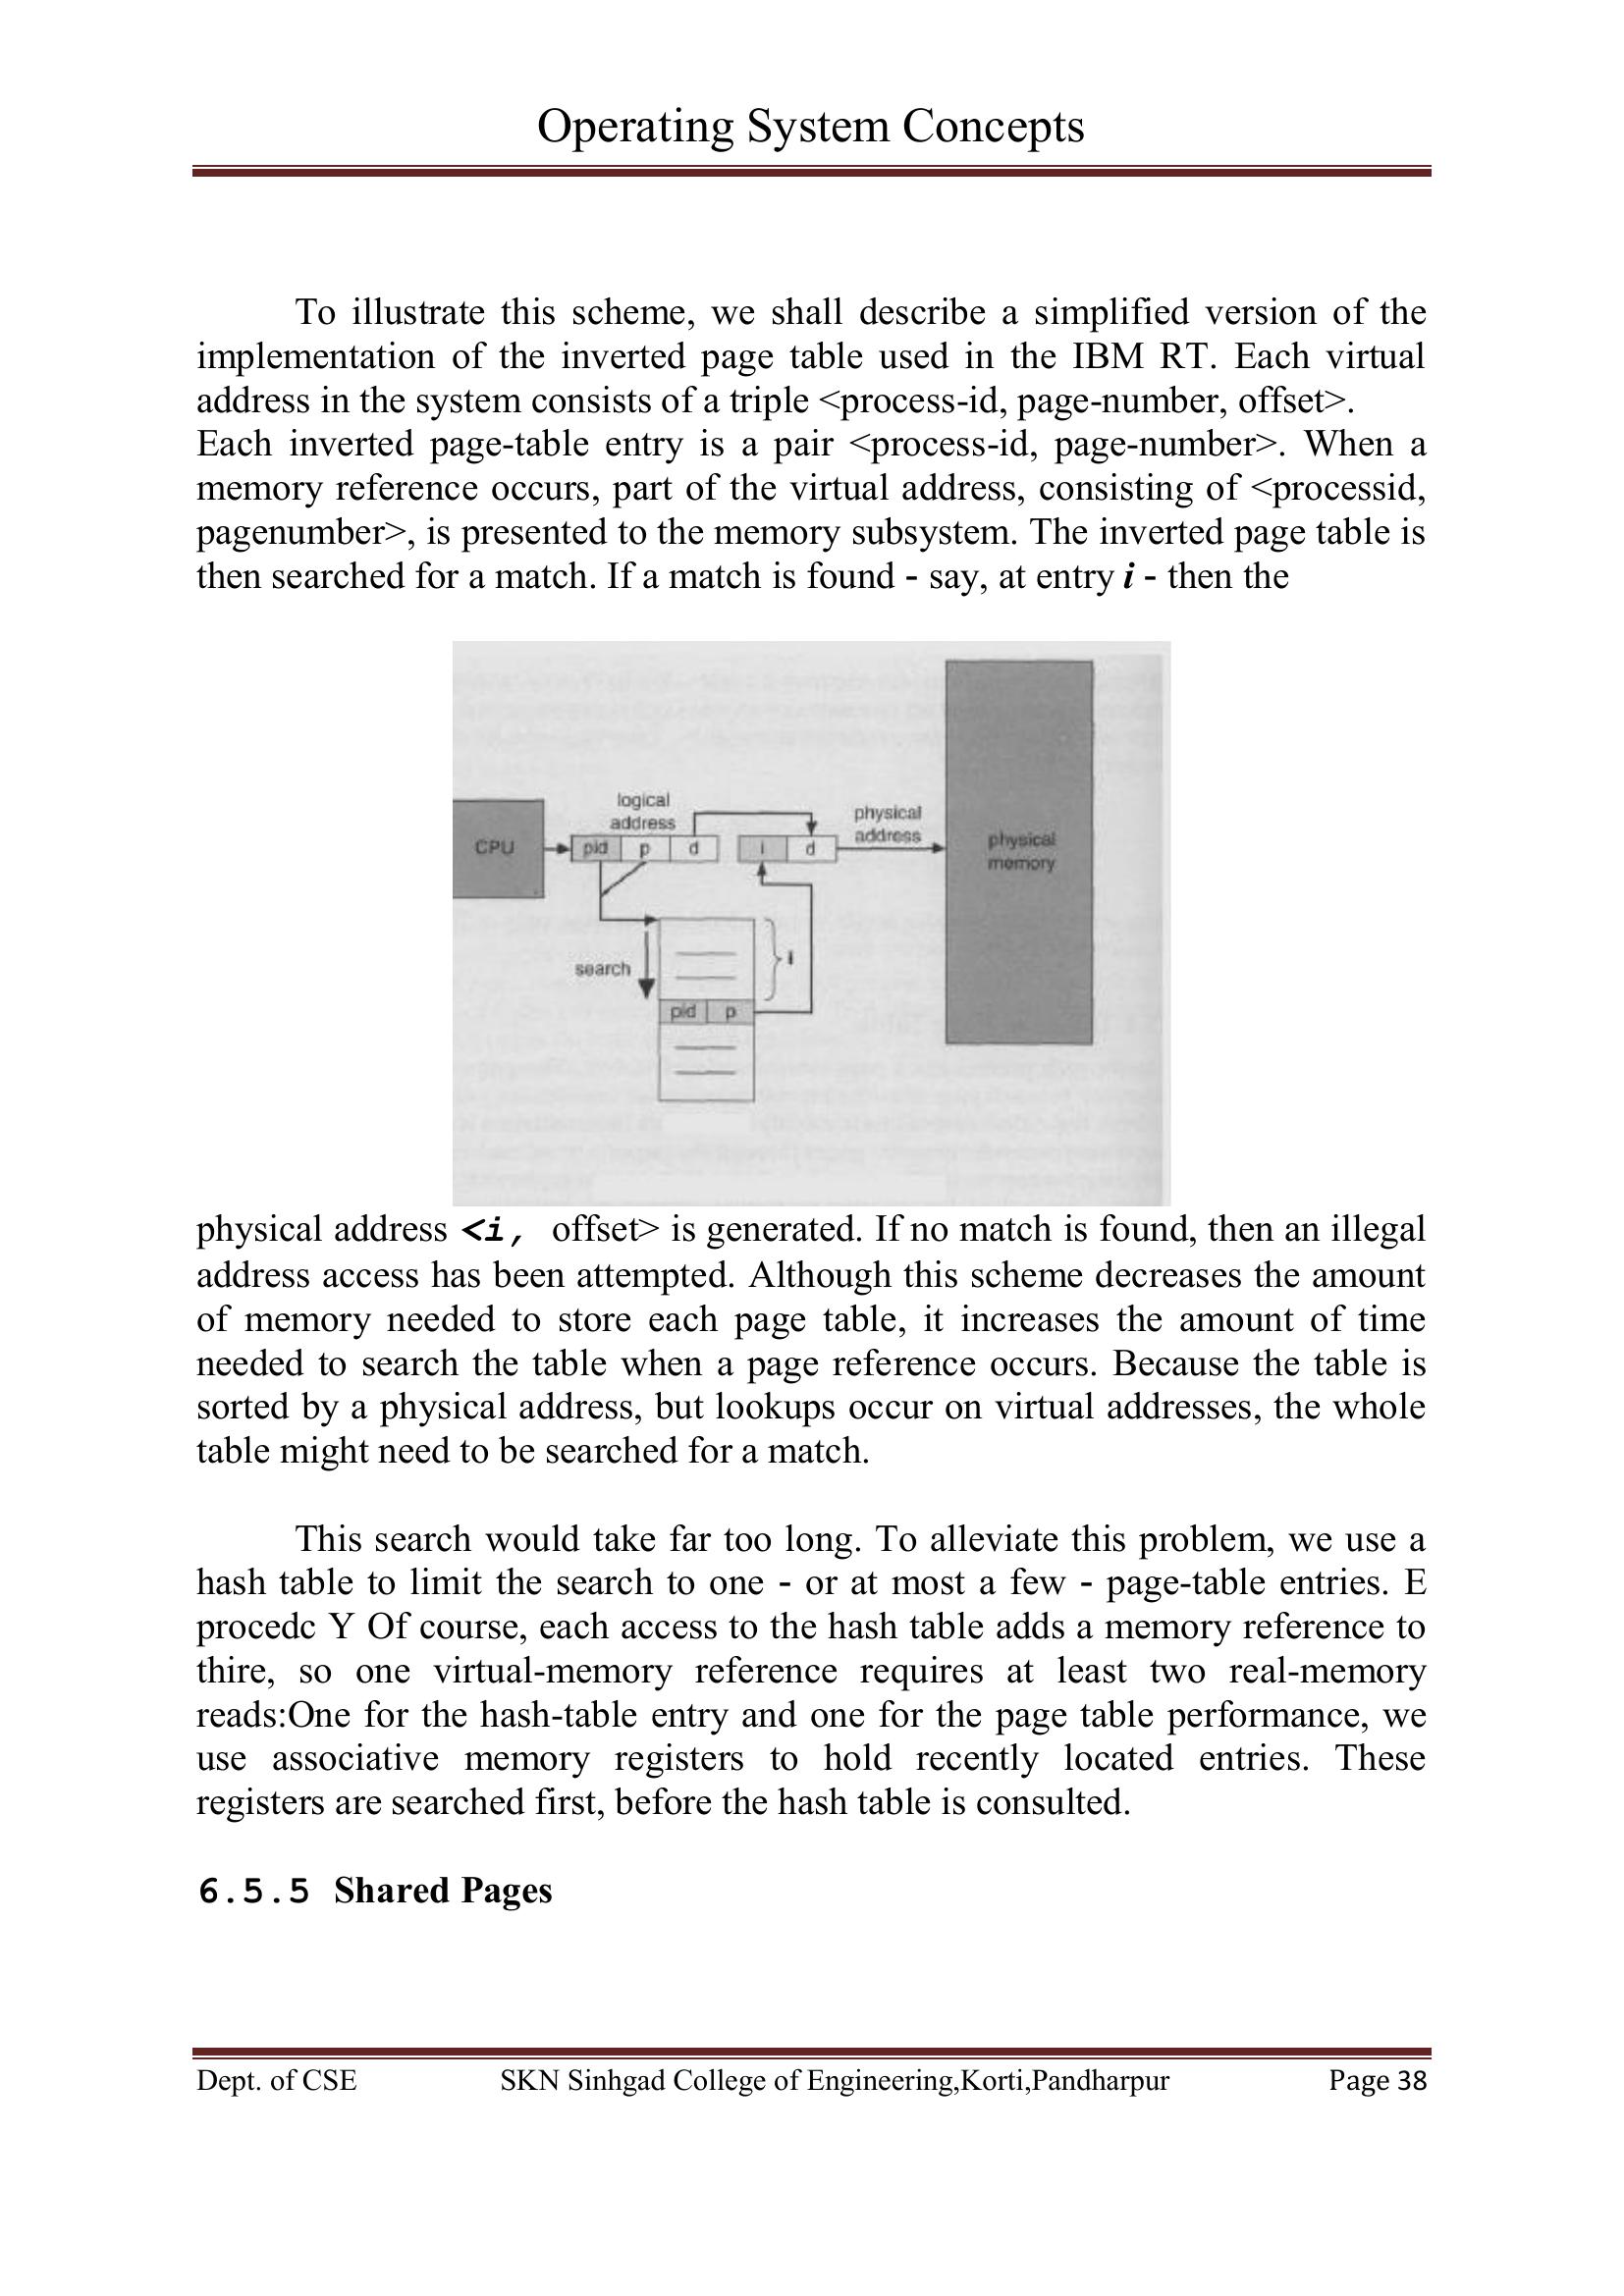 Operating System Concepts
To illustrate this scheme, we shall describe a simplified version of the
implementation of the inverted page table used in the IBM RT. Each virtual
address in the system consists of a triple <process-id, page-number, offset>.
Each inverted page-table entry is a pair <process-id, page-number>. When a
memory reference occurs, part of the virtual address, consisting of <processid,
pagenumber>, is presented to the memory subsystem. The inverted page table is
then searched for a match. If a match is found - say, at entry i - then the
logical
address
physical
address
CPU
pid p d
i d
physical
memory
search
i
pid p
physical address <i, offset> is generated. If no match is found, then an illegal
address access has been attempted. Although this scheme decreases the amount
of memory needed to store each page table, it increases the amount of time
needed to search the table when a page reference occurs. Because the table is
sorted by a physical address, but lookups occur on virtual addresses, the whole
table might need to be searched for a match.
This search would take far too long. To alleviate this problem, we use a
hash table to limit the search to one - or at most a few - page-table entries. E
procedc Y Of course, each access to the hash table adds a memory reference to
thire, so one virtual-memory reference requires at least two real-memory
reads:One for the hash-table entry and one for the page table performance, we
use associative memory registers to hold recently located entries. These
registers are searched first, before the hash table is consulted.
6.5.5 Shared Pages
Dept. of CSE SKN Sinhgad College of Engineering,Korti,Pandharpur Page 38